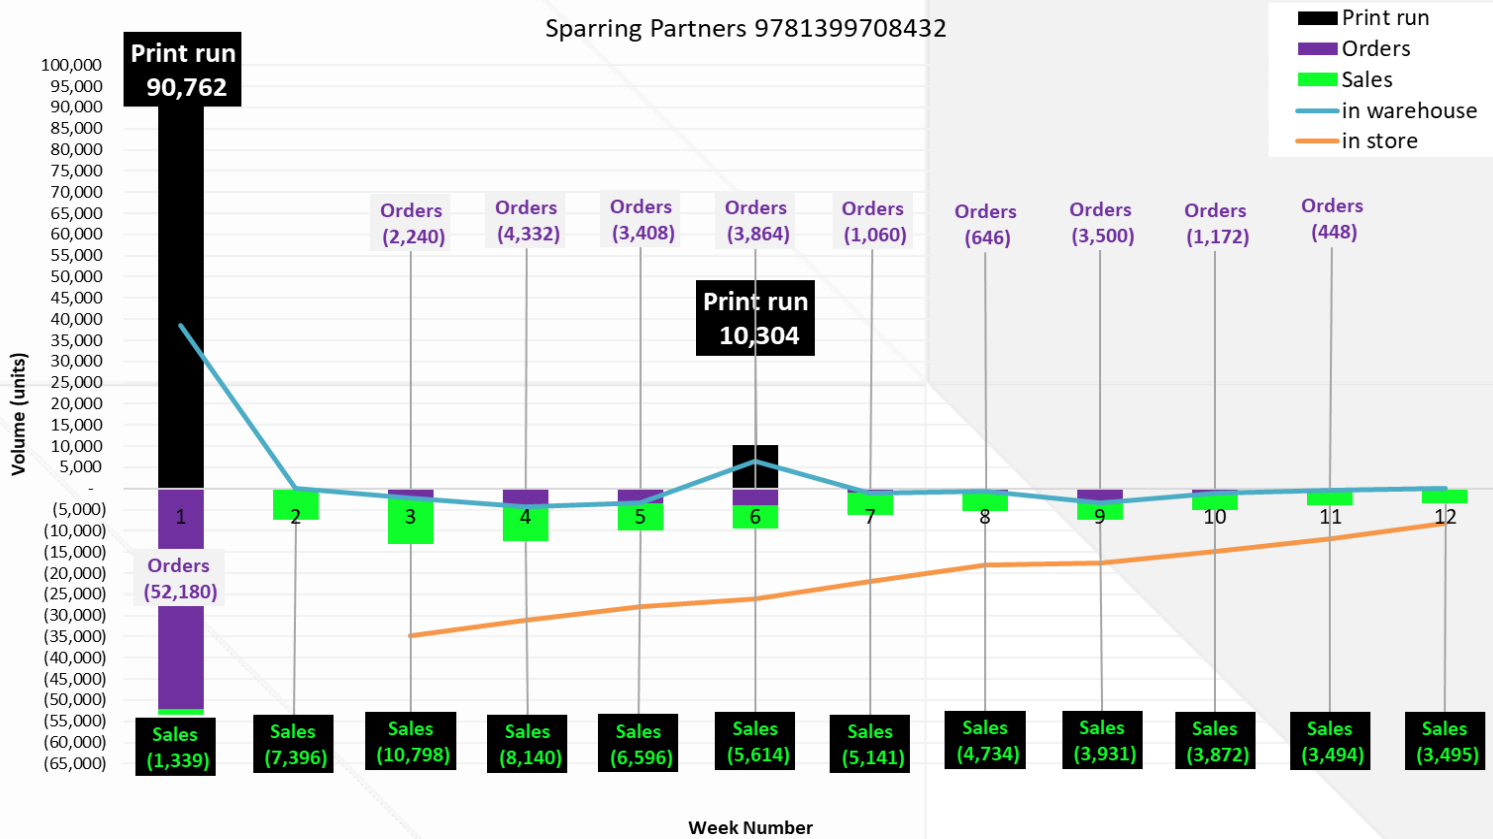 Sparring Partners 9781399708432
Print run
Orders
Sales
in warehouse
in store
Print run
90,762
100,000
95,000
90,000
85,000
80,000
75,000
70,000
65,000
60,000
55,000
50,000
45,000
40,000
35,000
30,000
25,000
20,000
15,000
10,000
5,000
-
(5,000)
(10,000)
(15,000)
(20,000)
(25,000)
(30,000)
(35,000)
(40,000)
(45,000)
(50,000)
(55,000)
(60,000)
(65,000)
Volume (units)
Orders
(2,240)
Orders
(4,332)
Orders
(3,408)
Orders
(3,864)
Orders
(1,060)
Orders
(646)
Orders
(3,500)
Orders
(1,172)
Orders
(448)
Print run
10,304
1
2
3
4
5
6
7
8
9
10
11
12
Orders
(52,180)
Sales
(1,339)
Sales
(7,396)
Sales
(10,798)
Sales
(8,140)
Sales
(6,596)
Sales
(5,614)
Sales
(5,141)
Sales
(4,734)
Sales
(3,931)
Sales
(3,872)
Sales
(3,494)
Sales
(3,495)
Week Number